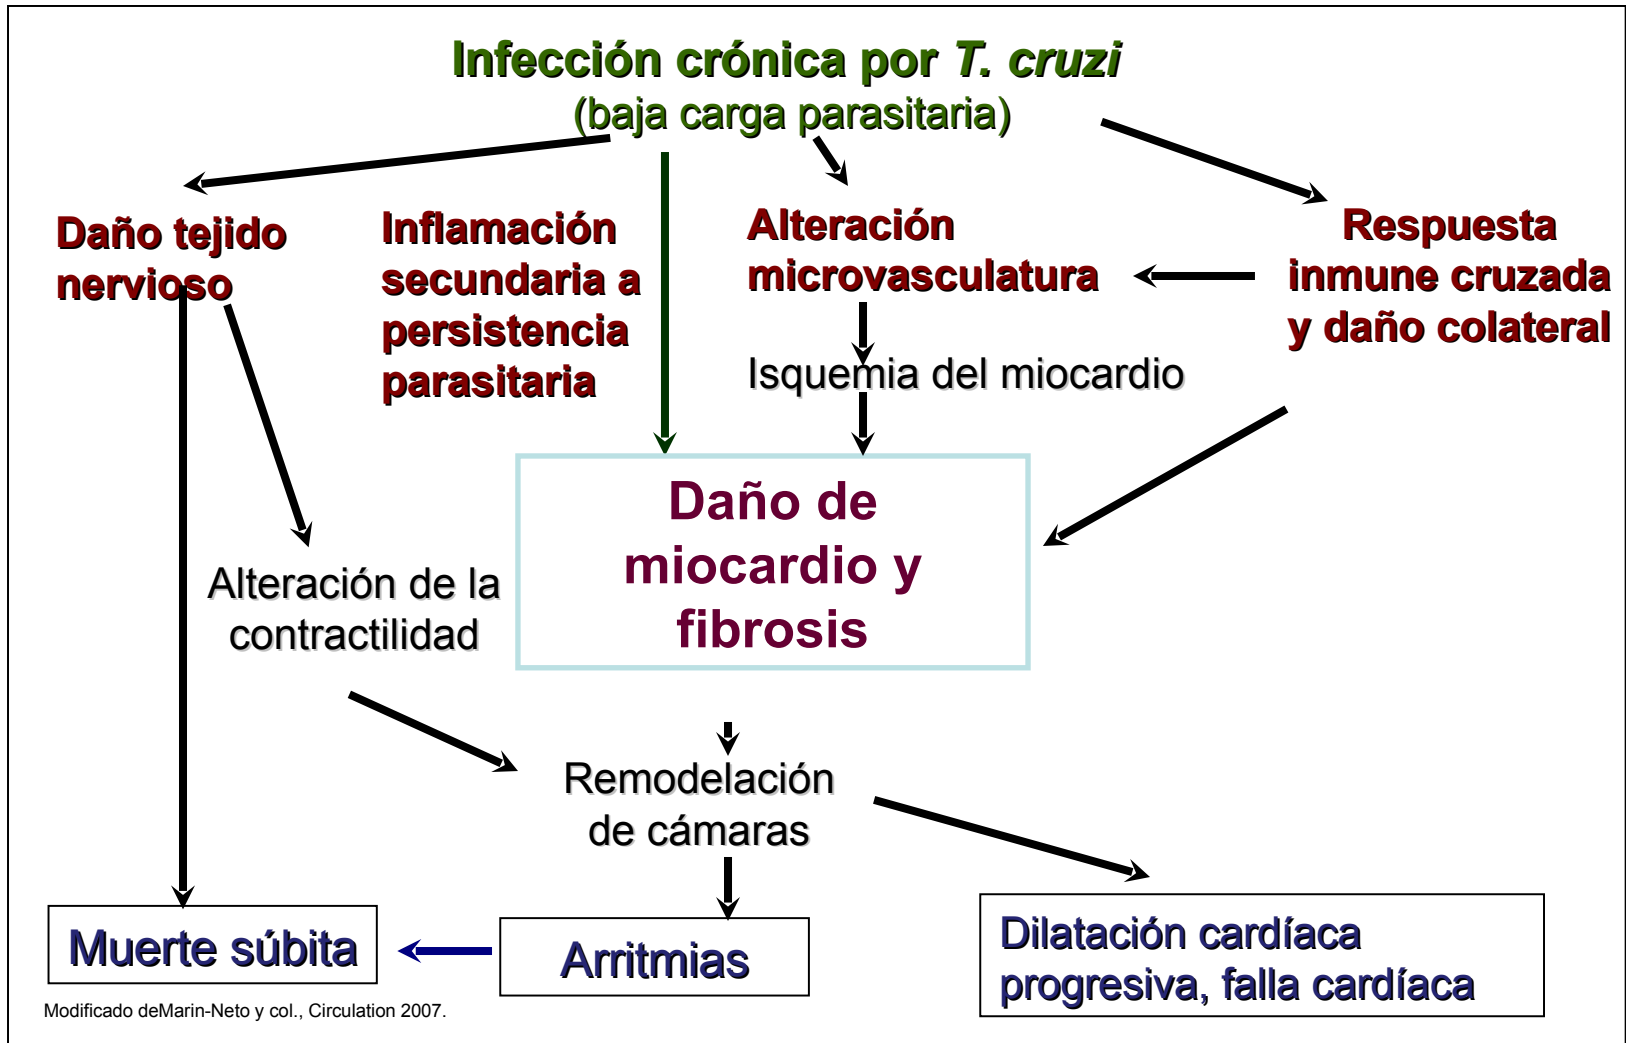 Infección crónica por T. cruzi
(baja carga parasitaria)
Daño tejido
nervioso
Inflamación
secundaria a
persistencia
parasitaria
Alteración
microvasculatura
Respuesta
inmune cruzada
y daño colateral
Isquemia del miocardio
Daño de
miocardio y
fibrosis
Alteración de la
contractilidad
Remodelación
de cámaras
Muerte súbita
Arritmias
Dilatación cardíaca
progresiva, falla cardíaca
Modificado deMarin-Neto y col., Circulation 2007.